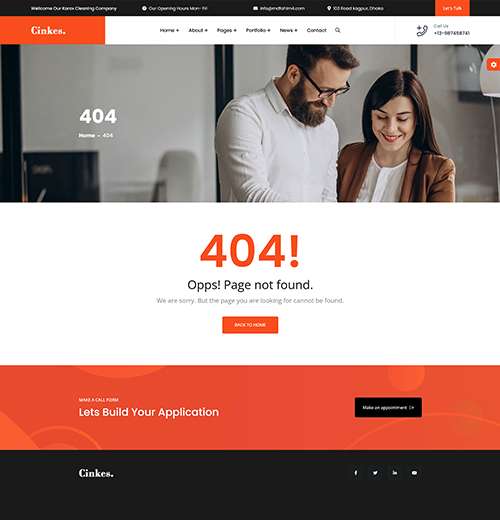 Wellcome Our Karex Cleaning Company
Our Opening Hours Mon- Fri
info@mdfahim4.com
103 Road kagpur, Dhaka
Let's Talk
Cinkes.
Home +
About +
Pages +
Portfolio +
News +
Contact
Call Us
+13-987458741
404
Home - 404
404!
Opps! Page not found.
We are sorry. But the page you are looking for cannot be found.
BACK TO HOME
MAKE A CALL FORM
Lets Build Your Application
Make an appointment
Cinkes.